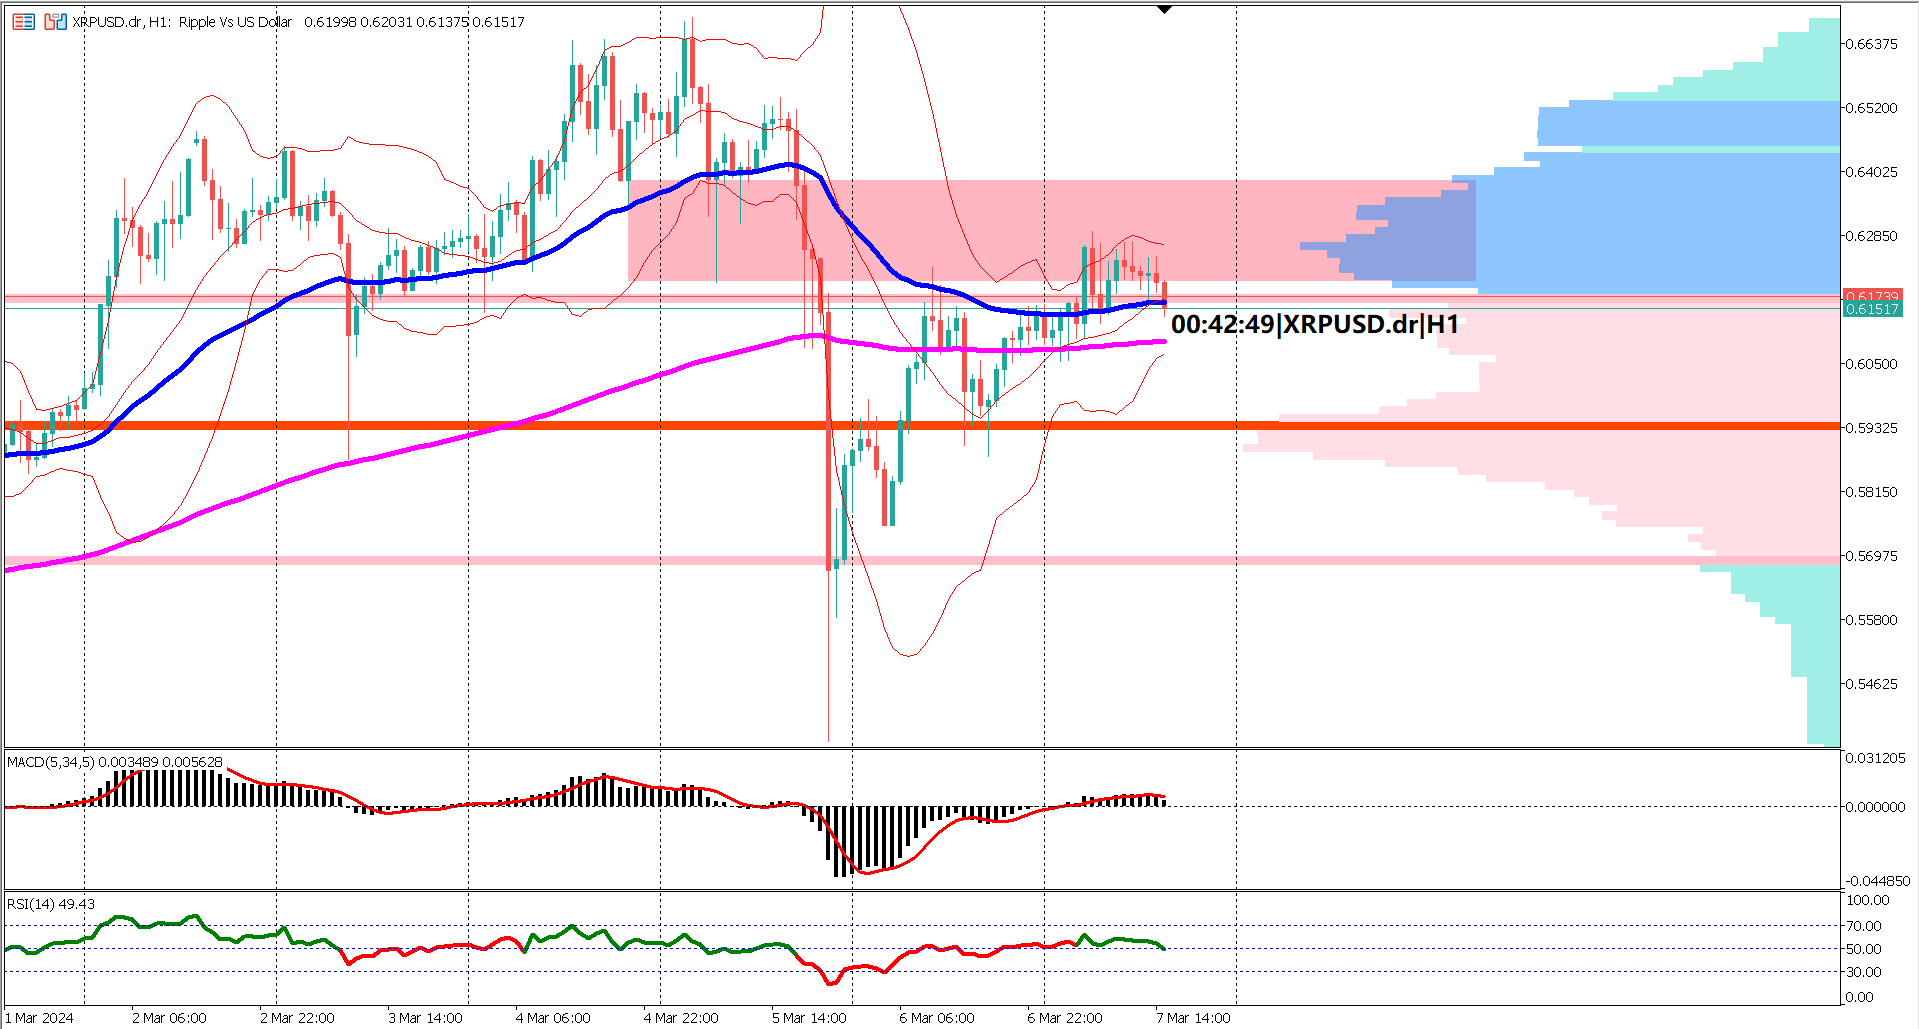 XRPUSD.dr, H1: Ripple Vs US Dollar 0.61998 0.62031 0.61375 0.61517
0.66375
0.65200
0.64025
0.62850
0.61739
0.61517
00:42:49|XRPUSD.dr|H1
0.60500
0.59325
0.58150
0.56975
0.55800
0.54625
MACD(5,34,5) 0.003489 0.005628
0.031205
0.000000
-0.044850
RSI(14) 49.43
100.00
70.00
50.00
30.00
0.00
1 Mar 2024
2 Mar 06:00
2 Mar 22:00
3 Mar 14:00
4 Mar 06:00
4 Mar 22:00
5 Mar 14:00
6 Mar 06:00
6 Mar 22:00
7 Mar 14:00